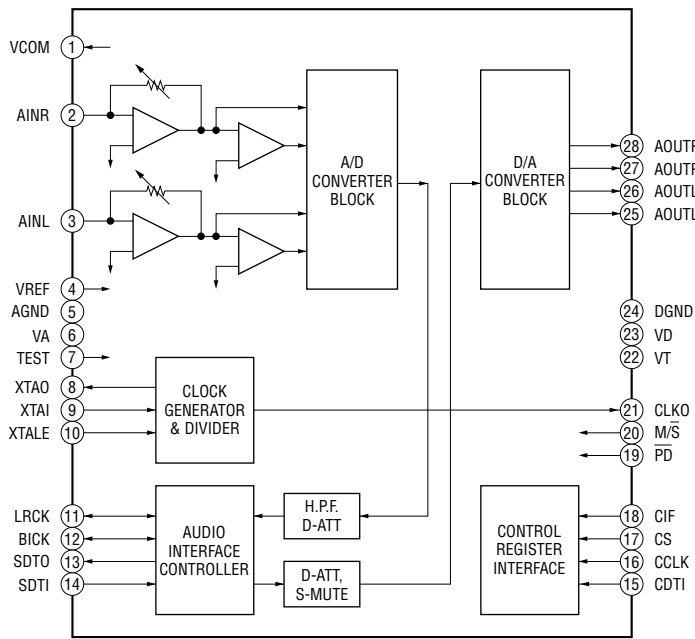 VCOM 1
AINR 2
AINL 3
VREF 4
AGND 5
VA 6
TEST 7
XTAO 8
XTAI 9
XTALE 10
LRCK 11
BICK 12
SDTO 13
SDTI 14
A/D
CONVERTER
BLOCK
D/A
CONVERTER
BLOCK
CLOCK
GENERATOR
& DIVIDER
AUDIO
INTERFACE
CONTROLLER
H.P.F.
D-ATT
D-ATT,
S-MUTE
CONTROL
REGISTER
INTERFACE
28
27
26 AOUTL
25 AOUTL
24 DGND
23 VD
22 VT
21 CLKO
20 M/S̅
19 P̅D̅
18 CIF
17 CS
16 CCLK
15 CDTI